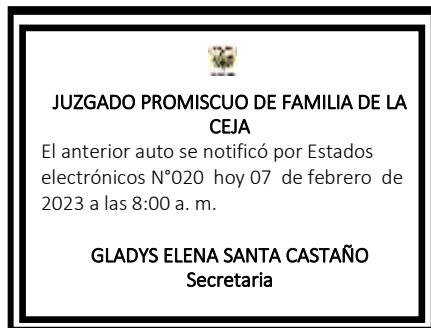 JUZGADO PROMISCUO DE FAMILIA DE LA
CEJA
El anterior auto se notificó por Estados
electrónicos N°020 hoy 07 de febrero de
2023 a las 8:00 a. m.
GLADYS ELENA SANTA CASTAÑO
Secretaria